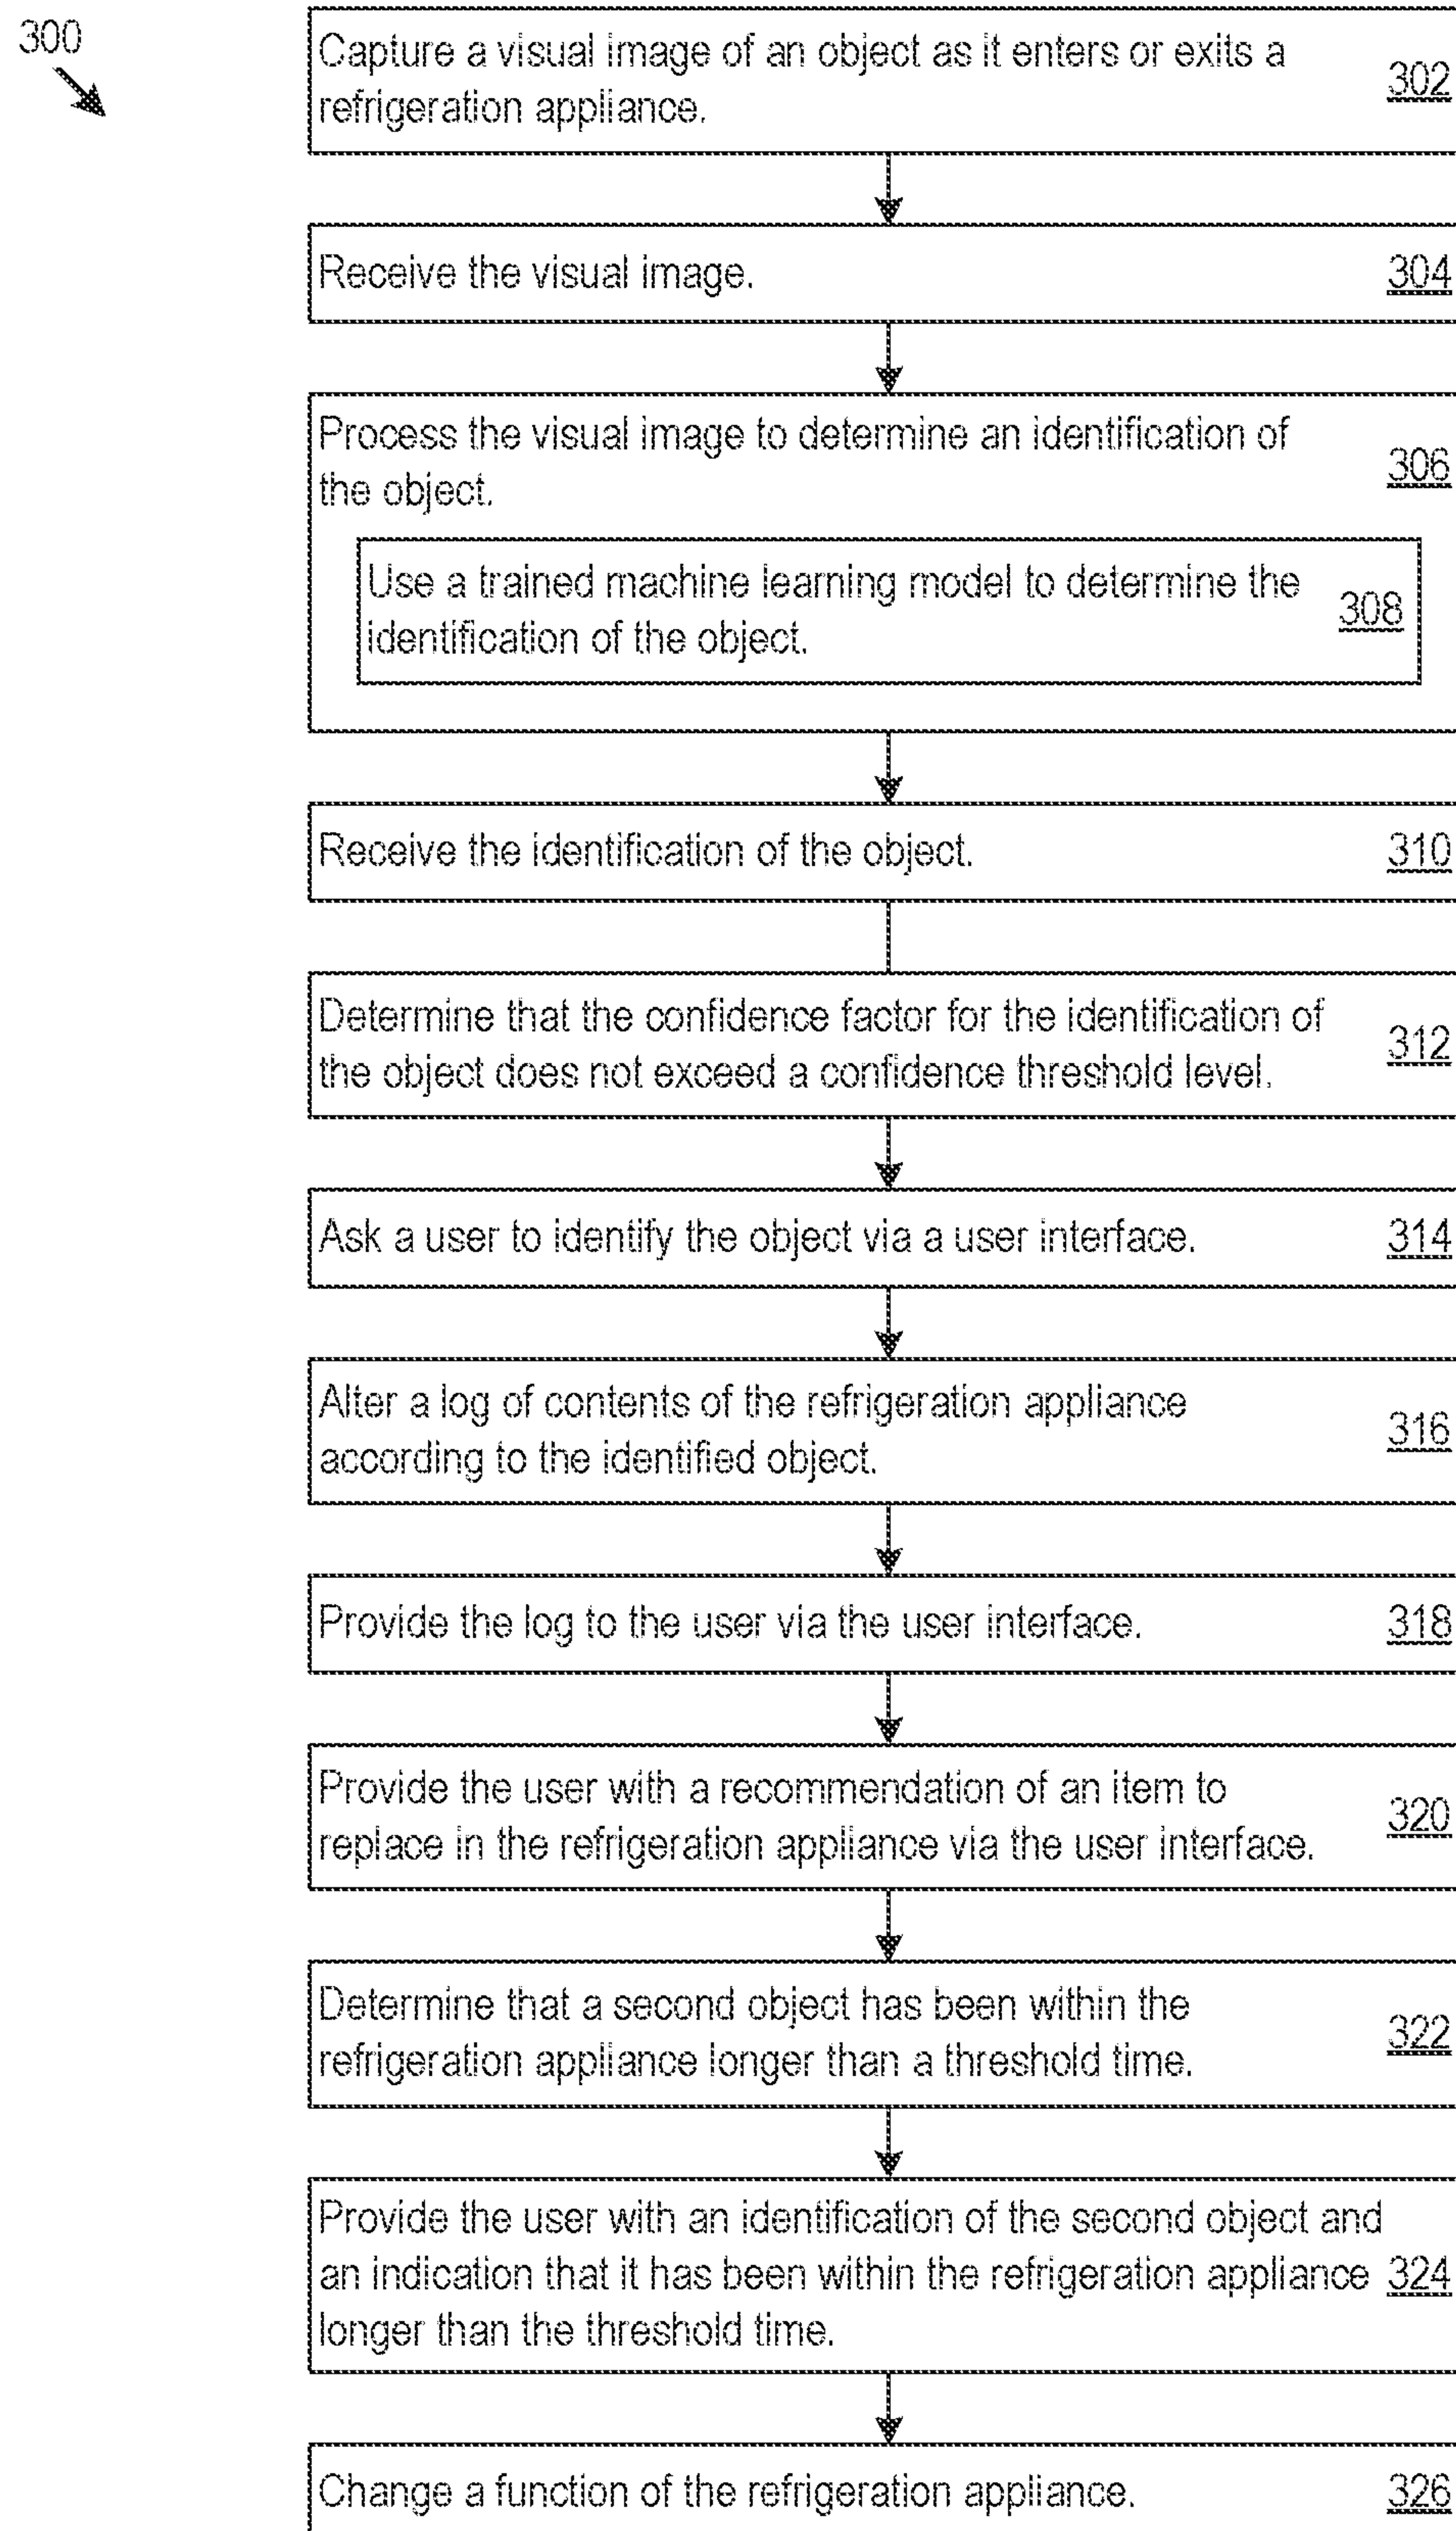 300
Capture a visual image of an object as it enters or exits a
refrigeration appliance.
302
Receive the visual image.
304
Process the visual image to determine an identification of
the object.
306
Use a trained machine learning model to determine the
identification of the object.
308
Receive the identification of the object.
310
Determine that the confidence factor for the identification of
the object does not exceed a confidence threshold level.
312
Ask a user to identify the object via a user interface.
314
Alter a log of contents of the refrigeration appliance
according to the identified object.
316
Provide the log to the user via the user interface.
318
Provide the user with a recommendation of an item to
replace in the refrigeration appliance via the user interface.
320
Determine that a second object has been within the
refrigeration appliance longer than a threshold time.
322
Provide the user with an identification of the second object and
an indication that it has been within the refrigeration appliance
longer than the threshold time.
324
Change a function of the refrigeration appliance.
326